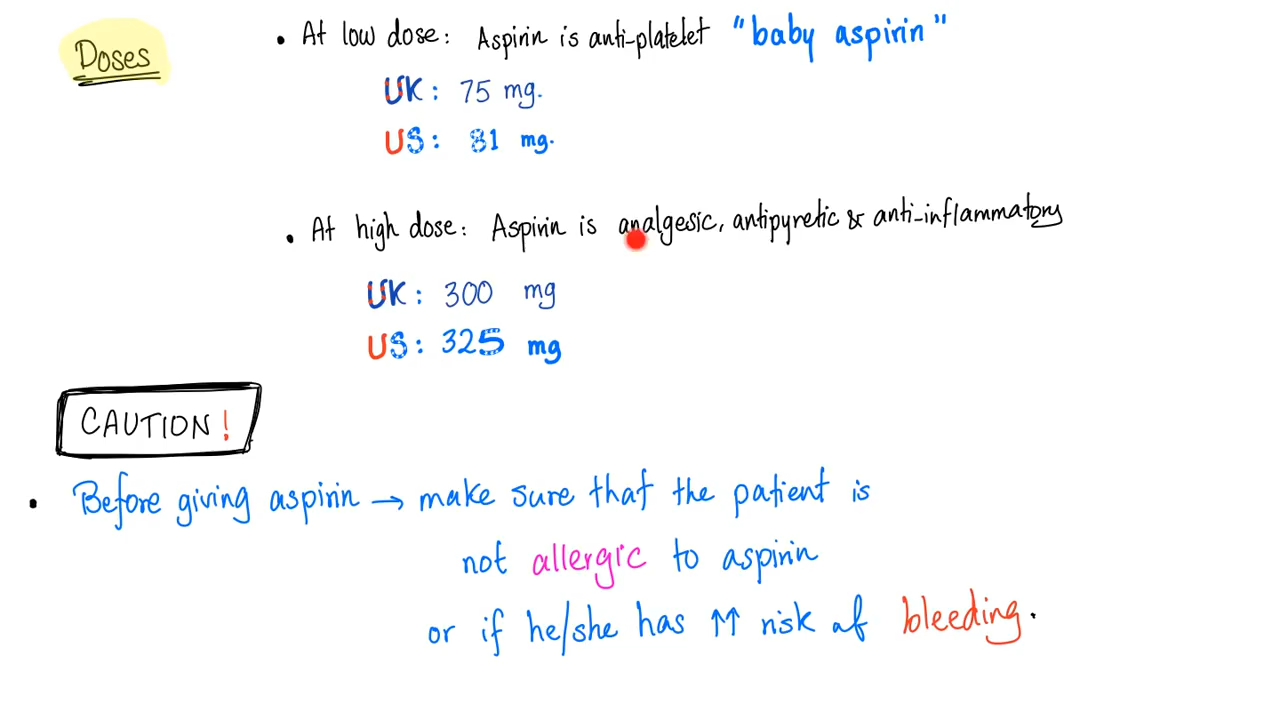 Doses
• At low dose: Aspirin is anti-platelet "baby aspirin"
UK: 75 mg.
US: 81 mg.
• At high dose: Aspirin is analgesic, antipyretic & anti-inflammatory
UK: 300 mg
US: 325 mg
CAUTION!
• Before giving aspirin → make sure that the patient is
not allergic to aspirin
or if he/she has ↑↑ risk of bleeding.